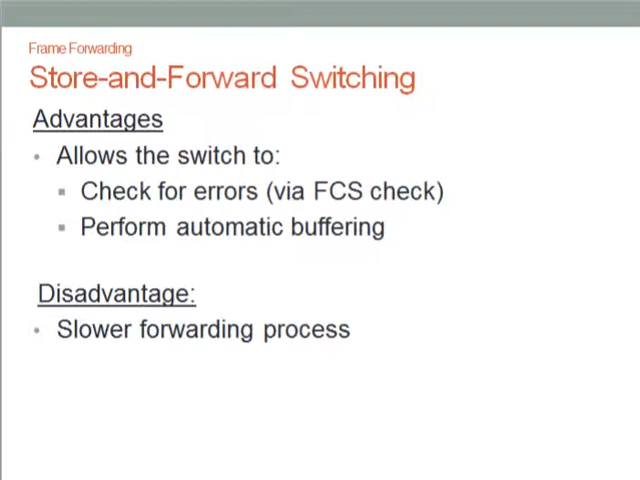 Frame Forwarding
Store-and-Forward Switching
Advantages
• Allows the switch to:
▪ Check for errors (via FCS check)
▪ Perform automatic buffering
Disadvantage:
• Slower forwarding process